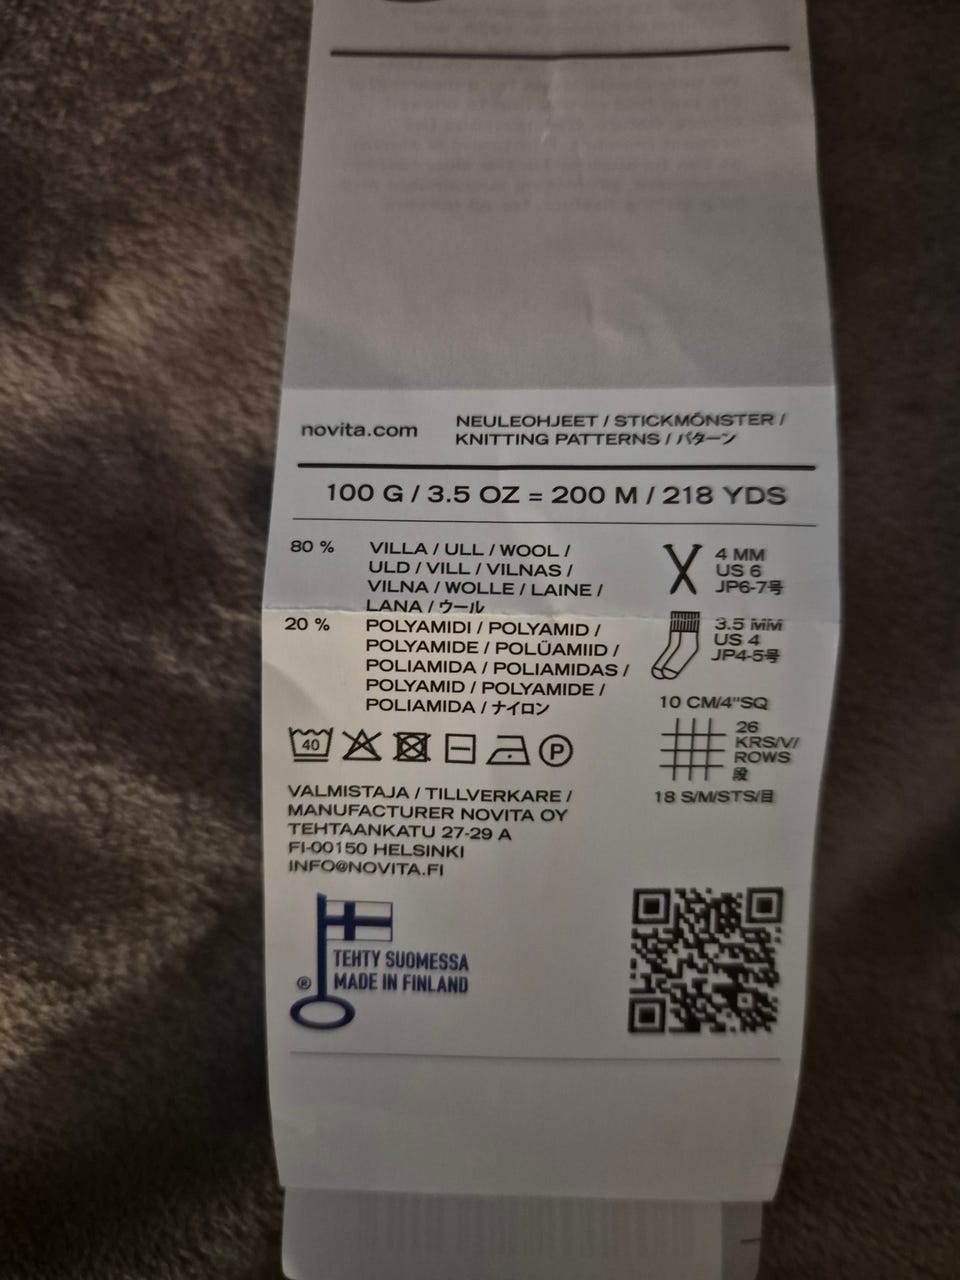 novita.com
NEULEOHJEET / STICKMÖNSTER /
KNITTING PATTERNS / パターン
100 G / 3.5 OZ = 200 M / 218 YDS
80 %
VILLA / ULL / WOOL /
ULD / VILL / VILNAS /
VILNA / WOLLE / LAINE /
LANA / ウール
20 %
POLYAMIDI / POLYAMID /
POLYAMIDE / POLÜAMIID /
POLIAMIDA / POLIAMIDAS /
POLYAMID / POLYAMIDE /
POLIAMIDA / ナイロン
4 MM
US 6
JP6-7号
3.5 MM
US 4
JP4-5号
10 CM/4"SQ
26
KRS/V/
ROWS
段
18 S/M/STS/目
40
P
VALMISTAJA / TILLVERKARE /
MANUFACTURER NOVITA OY
TEHTAANKATU 27-29 A
FI-00150 HELSINKI
INFO@NOVITA.FI
TEHTY SUOMESSA
® MADE IN FINLAND